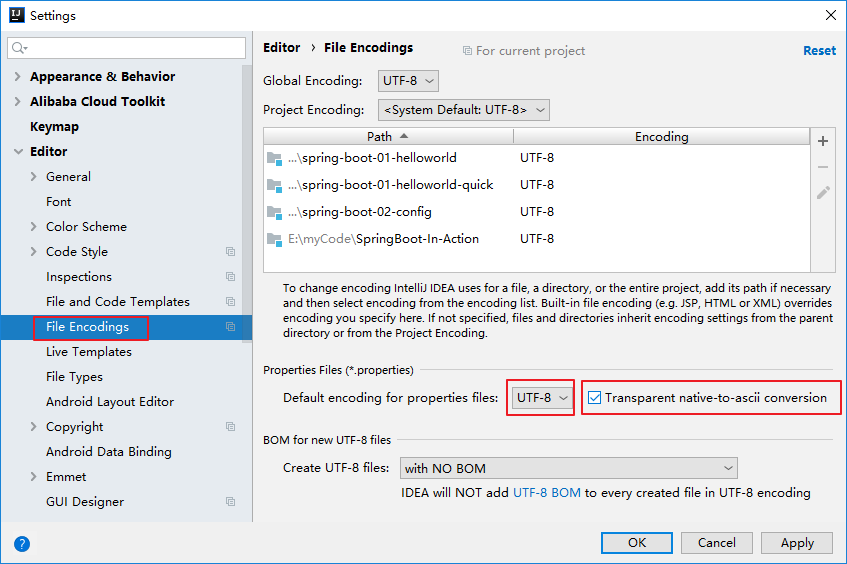 IJ Settings
Appearance & Behavior
Alibaba Cloud Toolkit
Keymap
Editor
General
Font
Color Scheme
Code Style
Inspections
File and Code Templates
File Encodings
Live Templates
File Types
Android Layout Editor
Copyright
Android Data Binding
Emmet
GUI Designer
?
Editor › File Encodings
For current project
Reset
Global Encoding: UTF-8
Project Encoding: <System Default: UTF-8>
Path Encoding
...\spring-boot-01-helloworld UTF-8
...\spring-boot-01-helloworld-quick UTF-8
...\spring-boot-02-config UTF-8
E:\myCode\SpringBoot-In-Action UTF-8
To change encoding IntelliJ IDEA uses for a file, a directory, or the entire project, add its path if necessary
and then select encoding from the encoding list. Built-in file encoding (e.g. JSP, HTML or XML) overrides
encoding you specify here. If not specified, files and directories inherit encoding settings from the parent
directory or from the Project Encoding.
Properties Files (*.properties)
Default encoding for properties files: UTF-8 Transparent native-to-ascii conversion
BOM for new UTF-8 files
Create UTF-8 files: with NO BOM
IDEA will NOT add UTF-8 BOM to every created file in UTF-8 encoding
OK Cancel Apply